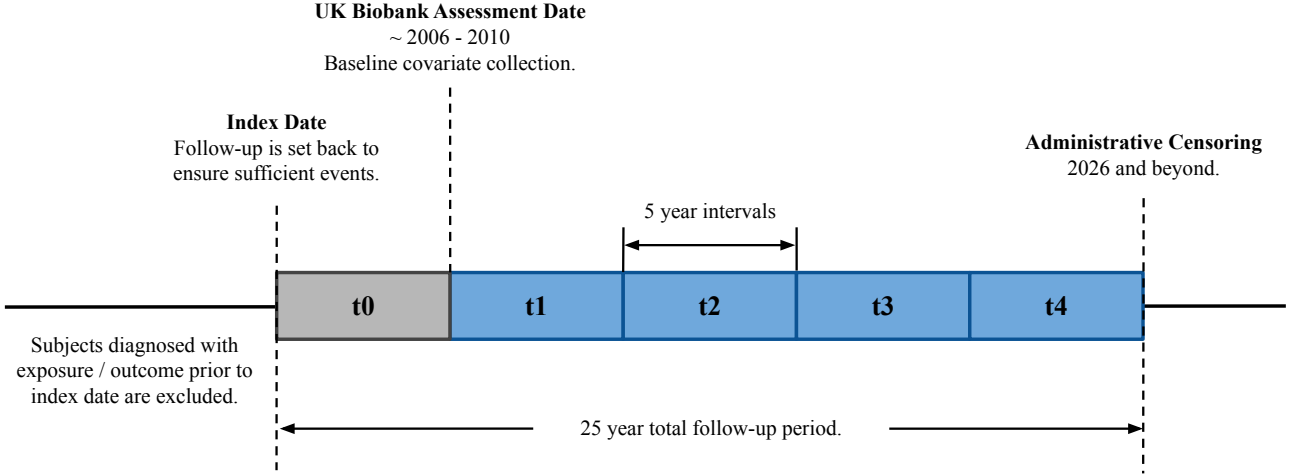 UK Biobank Assessment Date
~ 2006 - 2010
Baseline covariate collection.
Index Date
Follow-up is set back to
ensure sufficient events.
Administrative Censoring
2026 and beyond.
5 year intervals
t0
t1
t2
t3
t4
Subjects diagnosed with
exposure / outcome prior to
index date are excluded.
25 year total follow-up period.